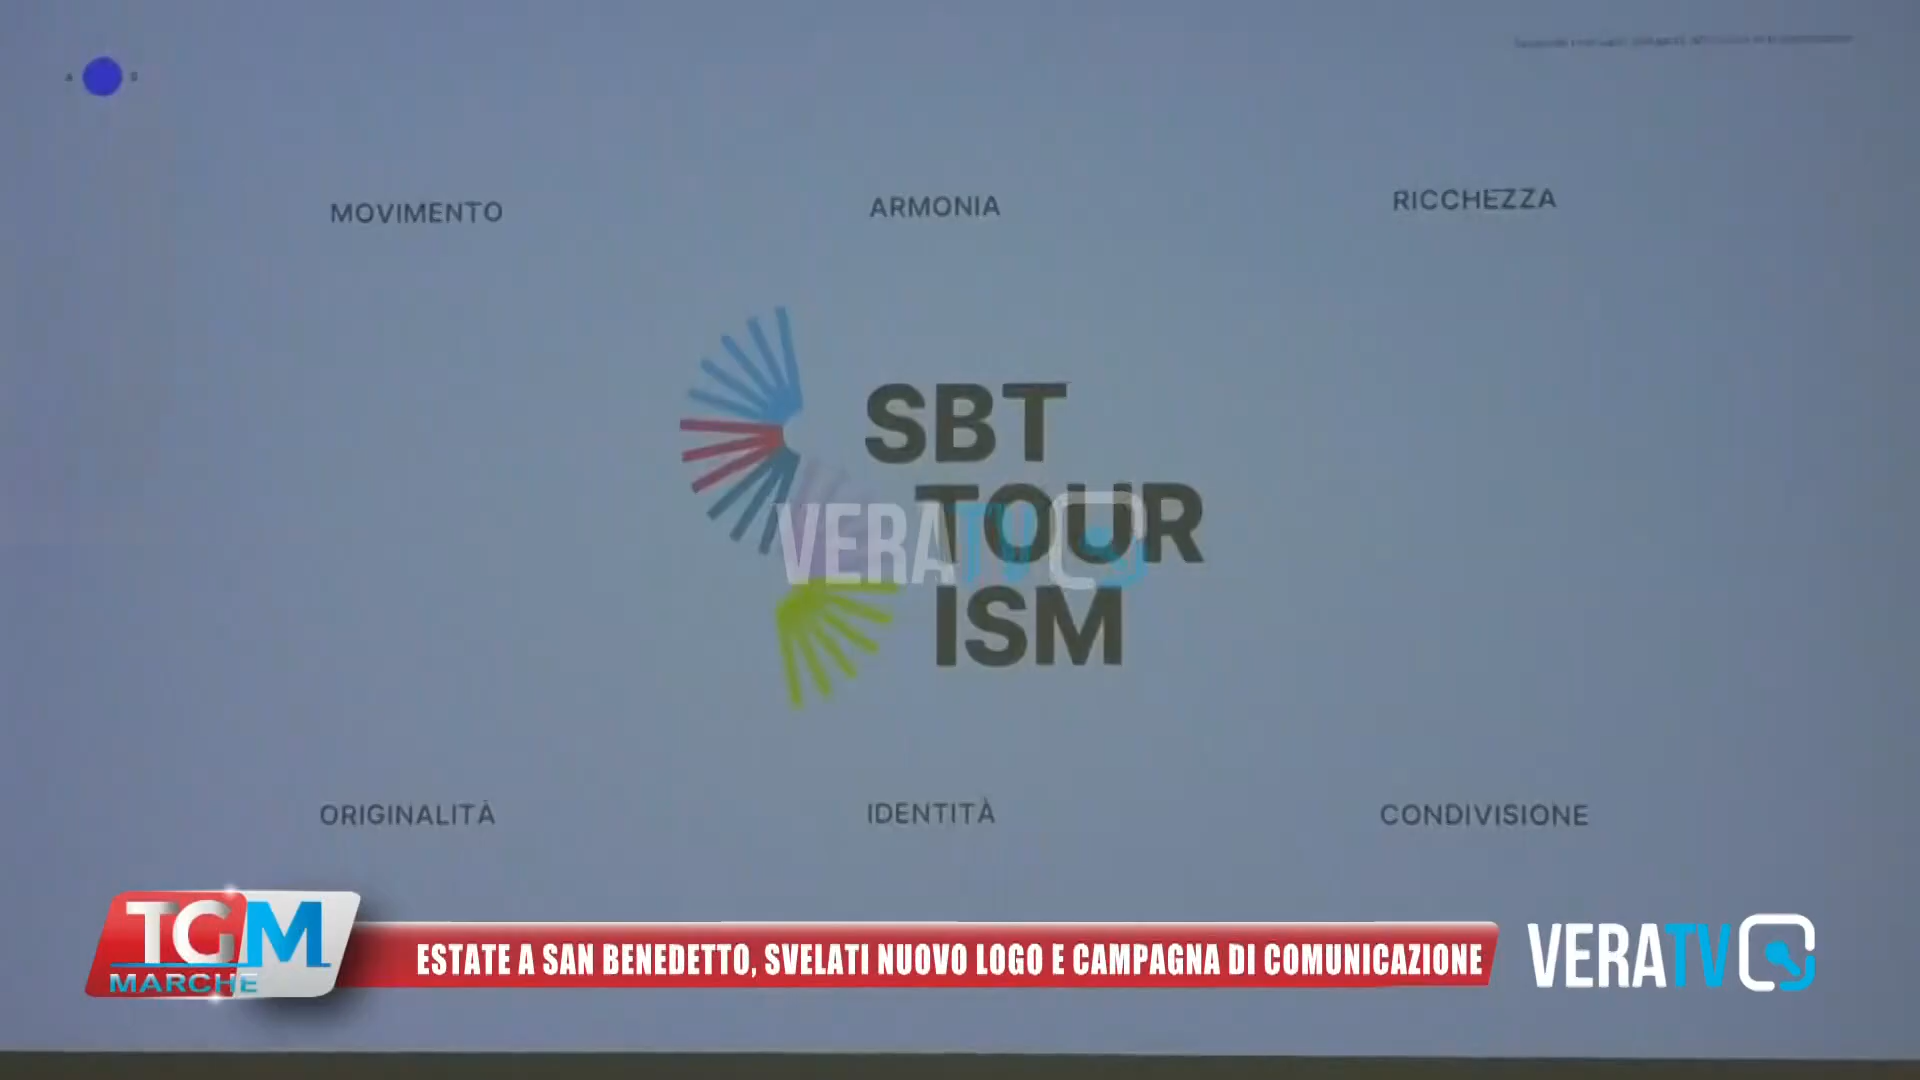 A S
MOVIMENTO ARMONIA RICCHEZZA
SBT
TOUR
ISM
VERATV
ORIGINALITÀ IDENTITÀ CONDIVISIONE
TGM
MARCHE
ESTATE A SAN BENEDETTO, SVELATI NUOVO LOGO E CAMPAGNA DI COMUNICAZIONE
VERATV